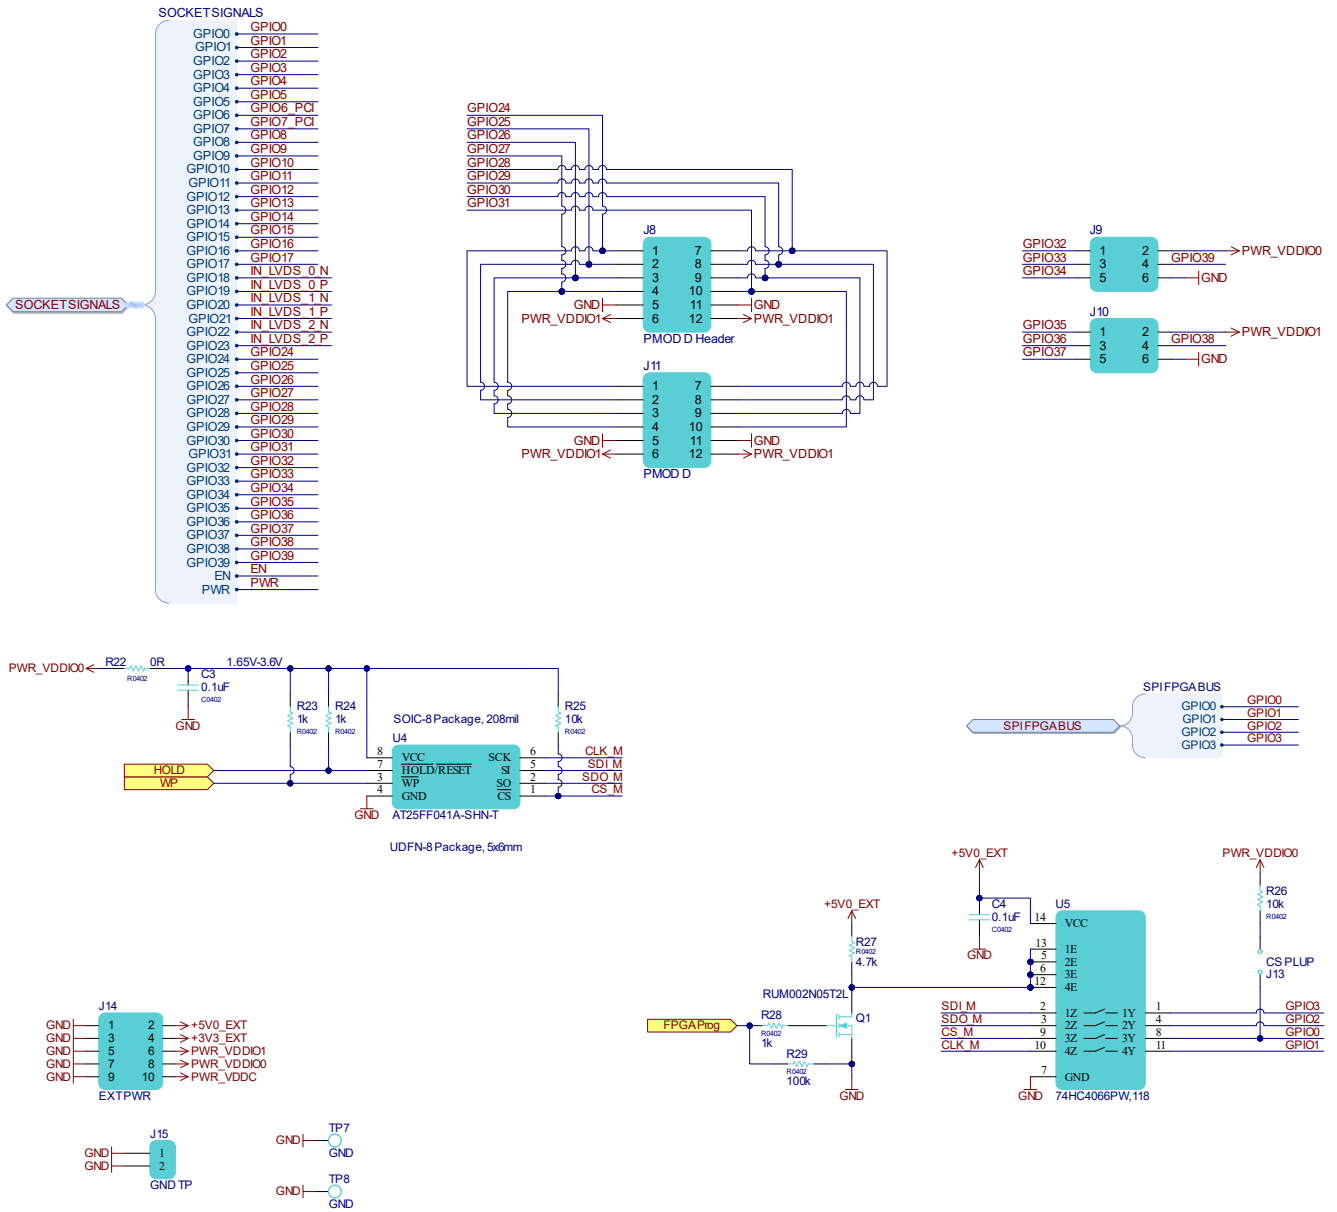 SOCKETSIGNALS
SOCKETSIGNALS
GPIO0 GPIO0
GPIO1 GPIO1
GPIO2 GPIO2
GPIO3 GPIO3
GPIO4 GPIO4
GPIO5 GPIO5
GPIO6 GPIO6_PCI
GPIO7 GPIO7_PCI
GPIO8 GPIO8
GPIO9 GPIO9
GPIO10 GPIO10
GPIO11 GPIO11
GPIO12 GPIO12
GPIO13 GPIO13
GPIO14 GPIO14
GPIO15 GPIO15
GPIO16 GPIO16
GPIO17 GPIO17
GPIO18 IN_LVDS_0_N
GPIO19 IN_LVDS_0_P
GPIO20 IN_LVDS_1_N
GPIO21 IN_LVDS_1_P
GPIO22 IN_LVDS_2_N
GPIO23 IN_LVDS_2_P
GPIO24 GPIO24
GPIO25 GPIO25
GPIO26 GPIO26
GPIO27 GPIO27
GPIO28 GPIO28
GPIO29 GPIO29
GPIO30 GPIO30
GPIO31 GPIO31
GPIO32 GPIO32
GPIO33 GPIO33
GPIO34 GPIO34
GPIO35 GPIO35
GPIO36 GPIO36
GPIO37 GPIO37
GPIO38 GPIO38
GPIO39 GPIO39
EN EN
PWR PWR
GPIO24
GPIO25
GPIO26
GPIO27
GPIO28
GPIO29
GPIO30
GPIO31
J8
1 7
2 8
3 9
4 10
GND 5 11 GND
PWR_VDDIO1 6 12 PWR_VDDIO1
PMOD D Header
J11
1 7
2 8
3 9
4 10
GND 5 11 GND
PWR_VDDIO1 6 12 PWR_VDDIO1
PMOD D
J9
GPIO32 1 2 PWR_VDDIO0
GPIO33 3 4 GPIO39
GPIO34 5 6 GND
J10
GPIO35 1 2 PWR_VDDIO1
GPIO36 3 4 GPIO38
GPIO37 5 6 GND
PWR_VDDIO0 R22 0R 1.65V-3.6V
R0402
C3
0.1uF
C0402
GND
R23
1k
R0402
R24
1k
R0402
R25
10k
R0402
SOIC-8 Package, 208mil
U4
8 VCC SCK 6 CLK_M
HOLD 7 HOLD/RESET SI 5 SDI_M
WP 3 WP SO 2 SDO_M
4 GND CS 1 CS_M
GND
AT25FF041A-SHN-T
UDFN-8 Package, 5x6mm
SPI FPGA BUS
SPI FPGA BUS
GPIO0 GPIO0
GPIO1 GPIO1
GPIO2 GPIO2
GPIO3 GPIO3
FPGA Prog
R28
R0402
1k
R29
R0402
100k
RUM002N05T2L
Q1
GND
+5V0_EXT
R27
R0402
4.7k
+5V0_EXT
C4
0.1uF
C0402
GND
U5
14 VCC
13 1E
5 2E
6 3E
12 4E
SDI_M 2 1Z 1Y 1 GPIO3
SDO_M 3 2Z 2Y 4 GPIO2
CS_M 9 3Z 3Y 8 GPIO0
CLK_M 10 4Z 4Y 11 GPIO1
7 GND
GND
74HC4066PW,118
PWR_VDDIO0
R26
10k
R0402
CS PLUP
J13
J14
GND 1 2 +5V0_EXT
GND 3 4 +3V3_EXT
GND 5 6 PWR_VDDIO1
GND 7 8 PWR_VDDIO0
GND 9 10 PWR_VDDC
EXT PWR
J15
GND 1
GND 2
GND TP
TP7
GND
GND
TP8
GND
GND